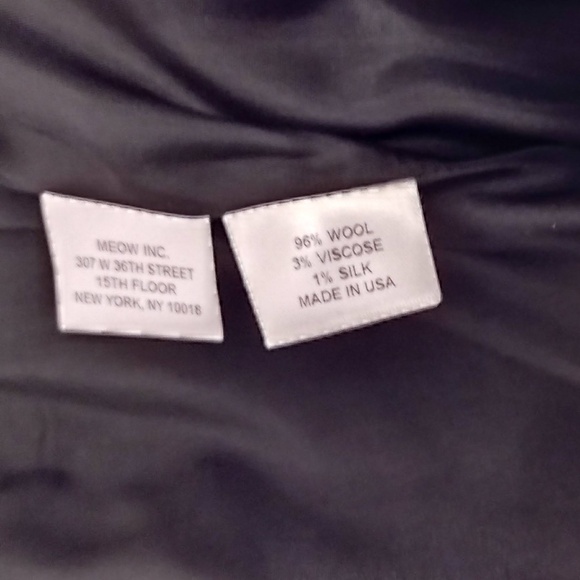 MEOW INC.
307 W 36TH STREET
15TH FLOOR
NEW YORK, NY 10018
96% WOOL
3% VISCOSE
1% SILK
MADE IN USA